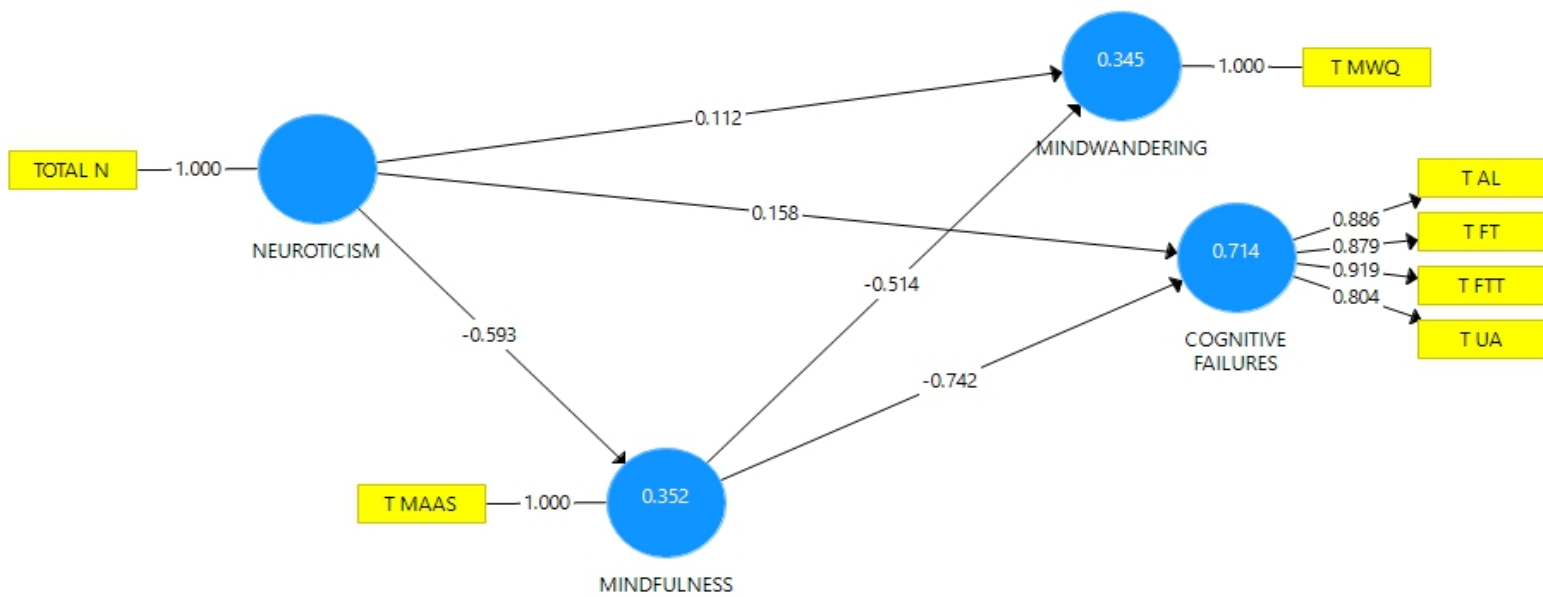 0.345
1.000
T MWQ
0.112
MINDWANDERING
TOTAL N
1.000
NEUROTICISM
0.158
T AL
0.886
T FT
0.879
0.919
T FTT
0.804
T UA
0.714
COGNITIVE
FAILURES
-0.514
-0.593
-0.742
T MAAS
1.000
0.352
MINDFULNESS